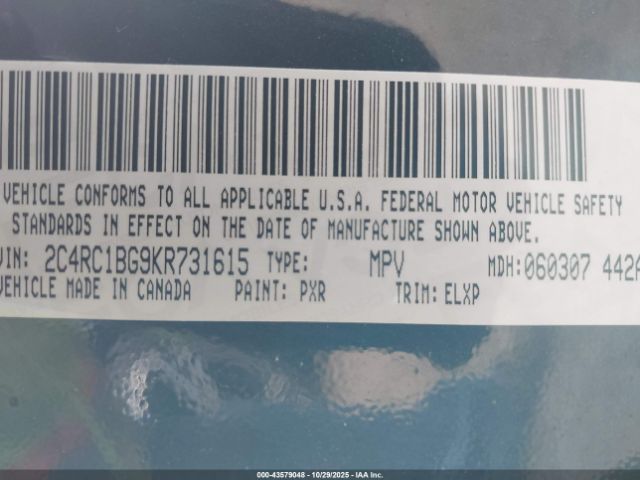 VEHICLE CONFORMS TO ALL APPLICABLE U.S.A. FEDERAL MOTOR VEHICLE SAFETY
STANDARDS IN EFFECT ON THE DATE OF MANUFACTURE SHOWN ABOVE.
VIN: 2C4RC1BG9KR731615 TYPE: MPV MDH:060307 442A
VEHICLE MADE IN CANADA PAINT: PXR TRIM: ELXP
000-43579048 - 10/29/2025 - IAA Inc.